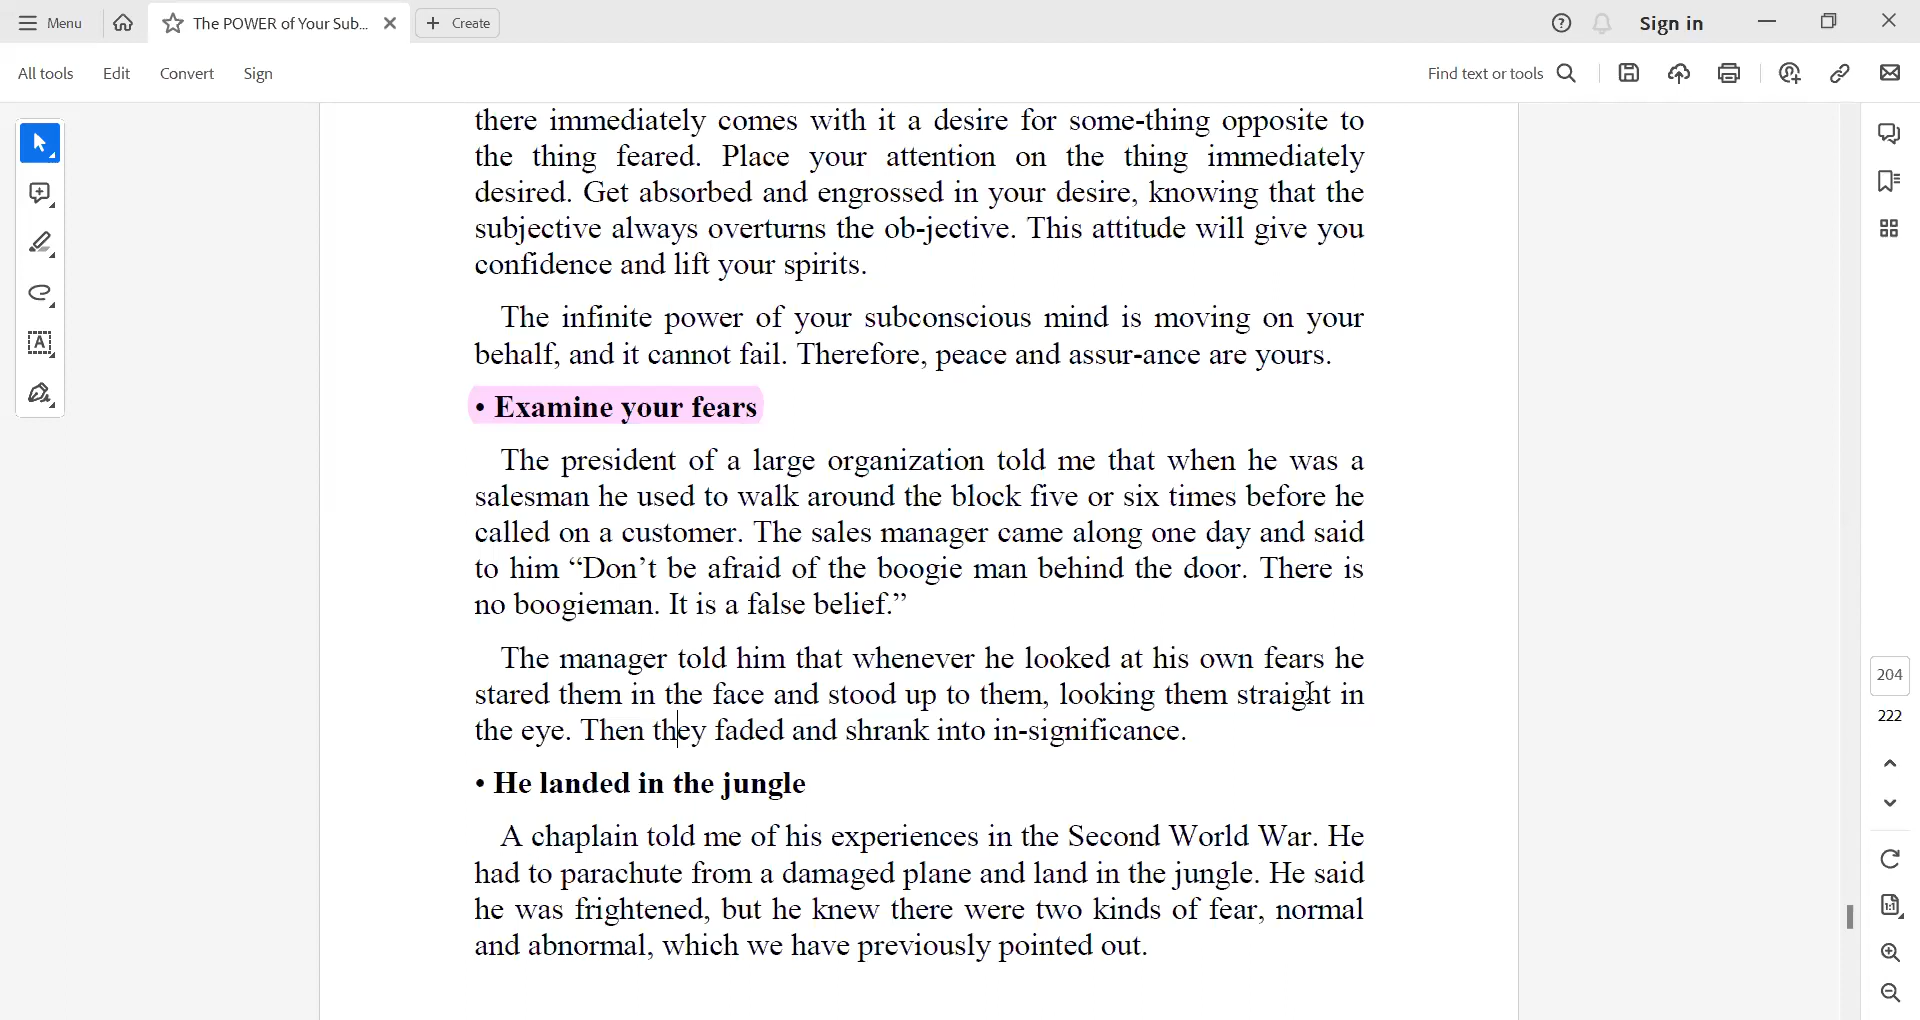 Menu
The POWER of Your Sub...
Create
Sign in
All tools
Edit
Convert
Sign
Find text or tools
there immediately comes with it a desire for some-thing opposite to
the thing feared. Place your attention on the thing immediately
desired. Get absorbed and engrossed in your desire, knowing that the
subjective always overturns the ob-jective. This attitude will give you
confidence and lift your spirits.
The infinite power of your subconscious mind is moving on your
behalf, and it cannot fail. Therefore, peace and assur-ance are yours.
• Examine your fears
The president of a large organization told me that when he was a
salesman he used to walk around the block five or six times before he
called on a customer. The sales manager came along one day and said
to him “Don’t be afraid of the boogie man behind the door. There is
no boogieman. It is a false belief.”
The manager told him that whenever he looked at his own fears he
stared them in the face and stood up to them, looking them straight in
the eye. Then they faded and shrank into in-significance.
• He landed in the jungle
A chaplain told me of his experiences in the Second World War. He
had to parachute from a damaged plane and land in the jungle. He said
he was frightened, but he knew there were two kinds of fear, normal
and abnormal, which we have previously pointed out.
204
222